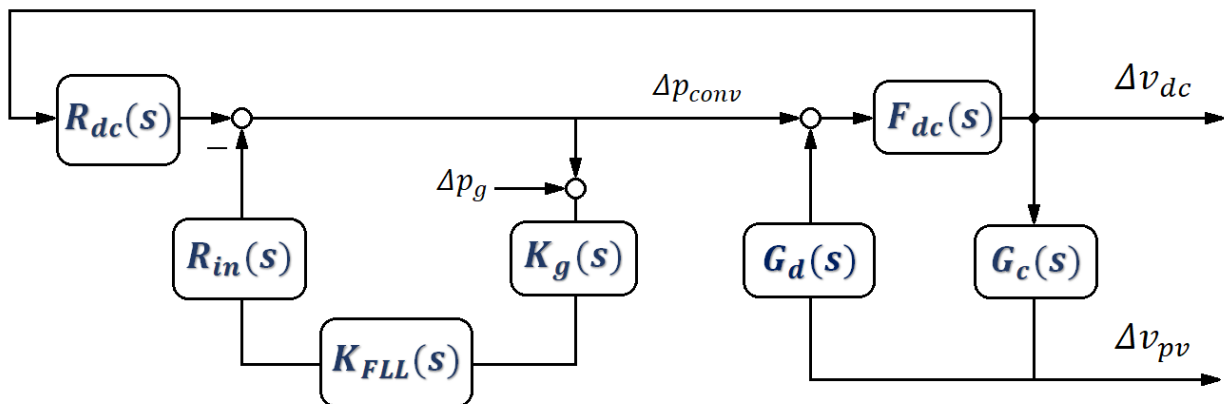 Δv_dc
Δp_conv
R_dc(s)
F_dc(s)
−
Δp_g
R_in(s)
K_g(s)
G_d(s)
G_c(s)
K_FLL(s)
Δv_pv